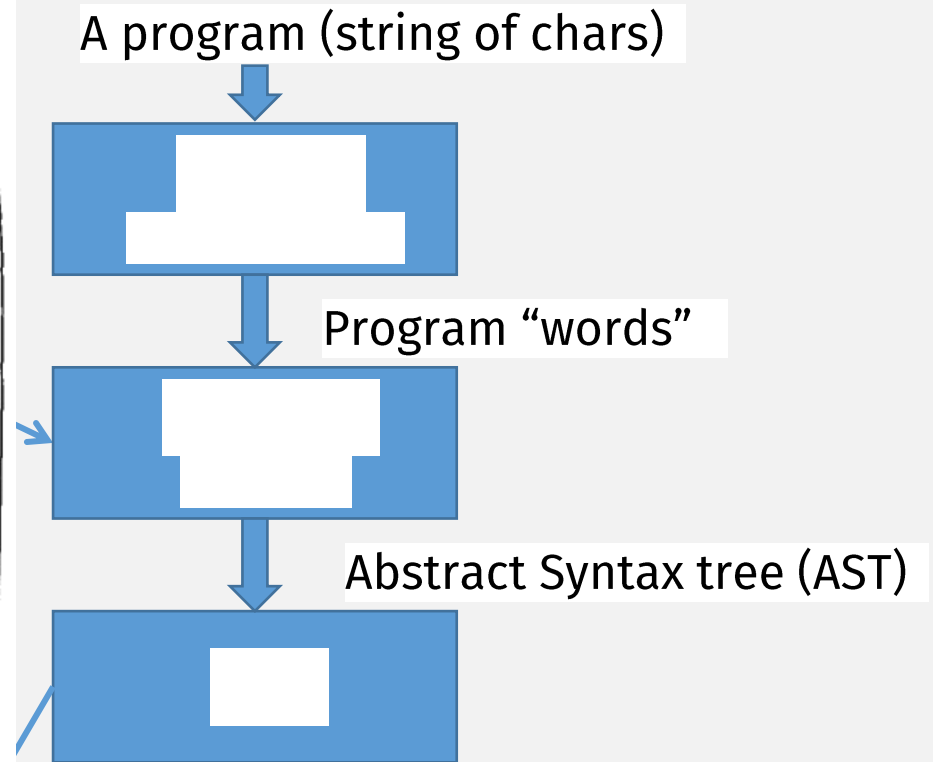 A program (string of chars)
Program “words”
Abstract Syntax tree (AST)